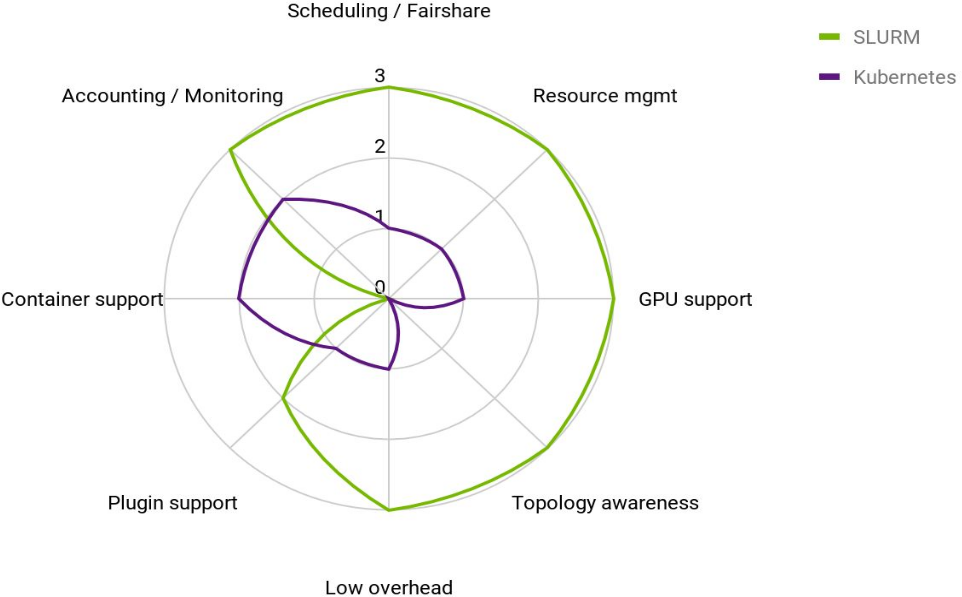 Scheduling / Fairshare
SLURM
Kubernetes
3
Accounting / Monitoring
Resource mgmt
2
1
0
Container support
GPU support
Plugin support
Topology awareness
Low overhead